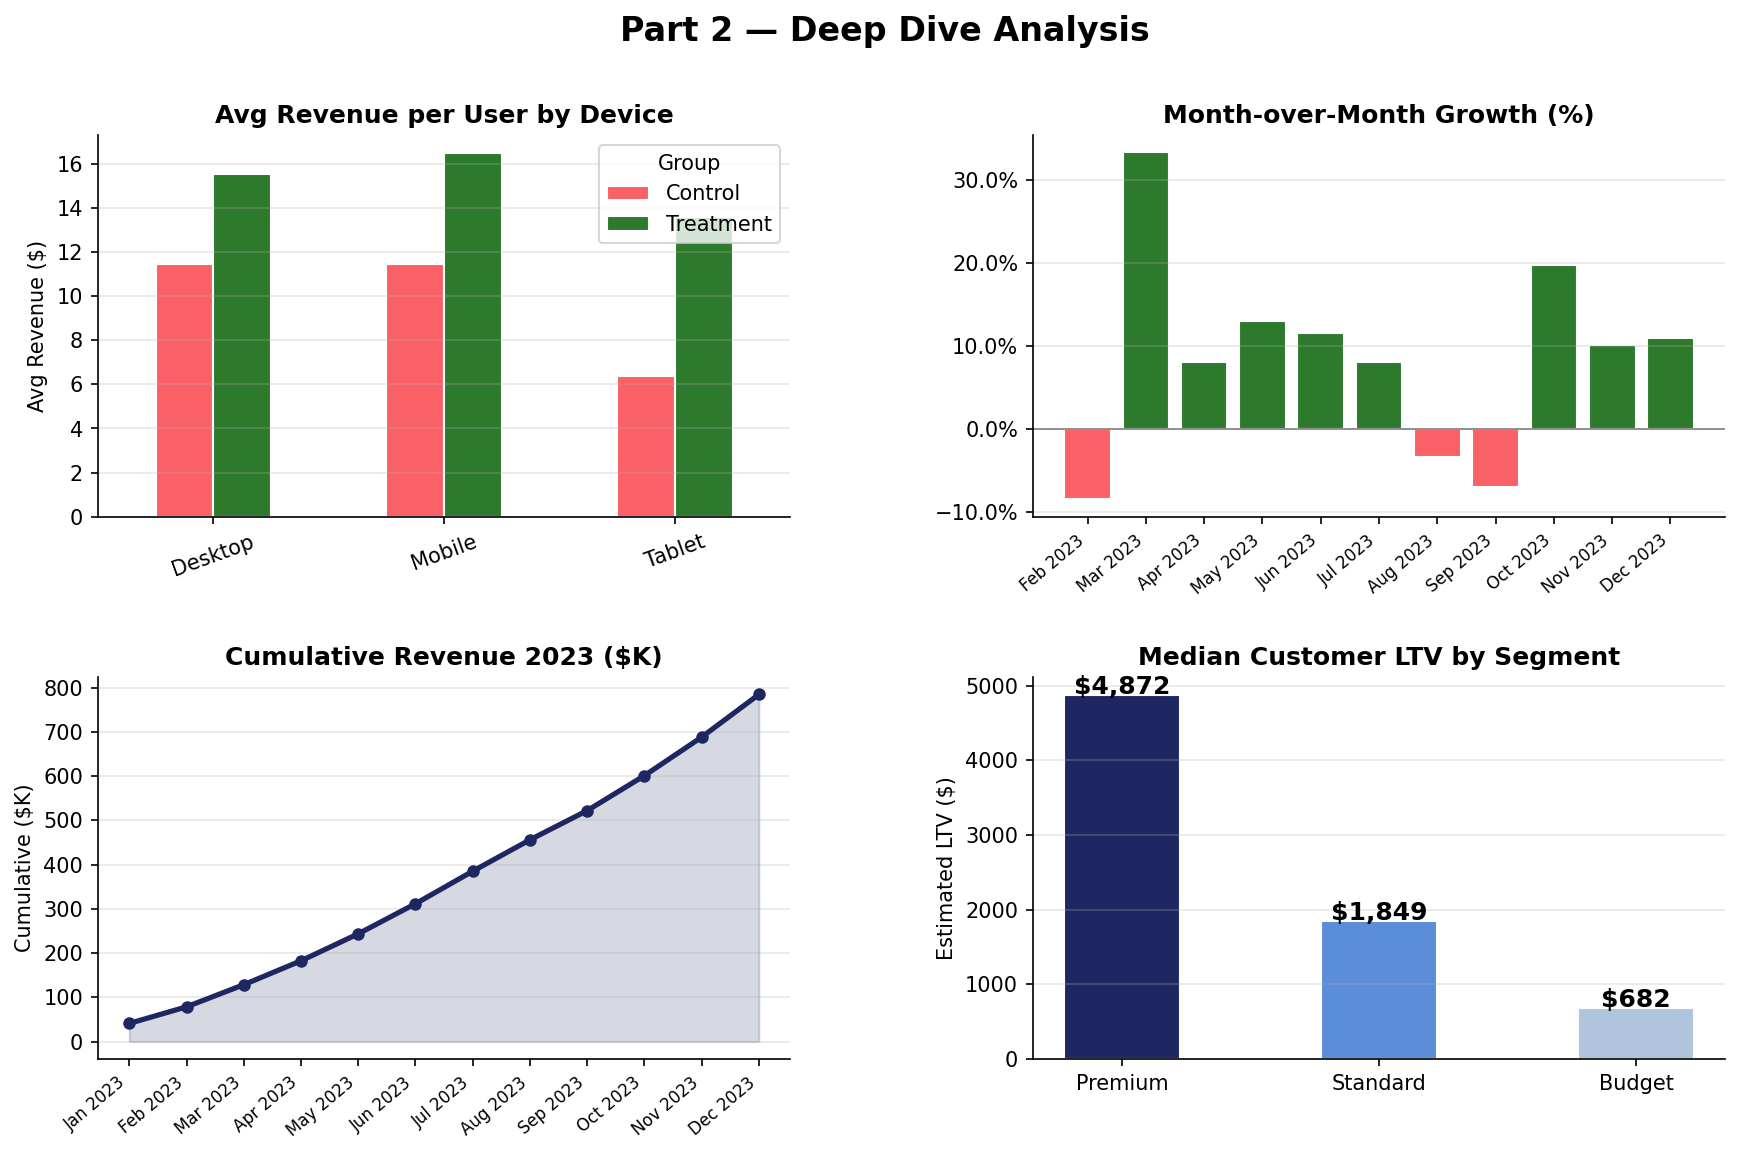 Part 2 — Deep Dive Analysis
Avg Revenue per User by Device
Avg Revenue ($)
16
14
12
10
8
6
4
2
0
Group
Control
Treatment
Desktop
Mobile
Tablet
Month-over-Month Growth (%)
30.0%
20.0%
10.0%
0.0%
−10.0%
Feb 2023
Mar 2023
Apr 2023
May 2023
Jun 2023
Jul 2023
Aug 2023
Sep 2023
Oct 2023
Nov 2023
Dec 2023
Cumulative Revenue 2023 ($K)
Cumulative ($K)
800
700
600
500
400
300
200
100
0
Jan 2023
Feb 2023
Mar 2023
Apr 2023
May 2023
Jun 2023
Jul 2023
Aug 2023
Sep 2023
Oct 2023
Nov 2023
Dec 2023
Median Customer LTV by Segment
Estimated LTV ($)
5000
4000
3000
2000
1000
0
$4,872
$1,849
$682
Premium
Standard
Budget